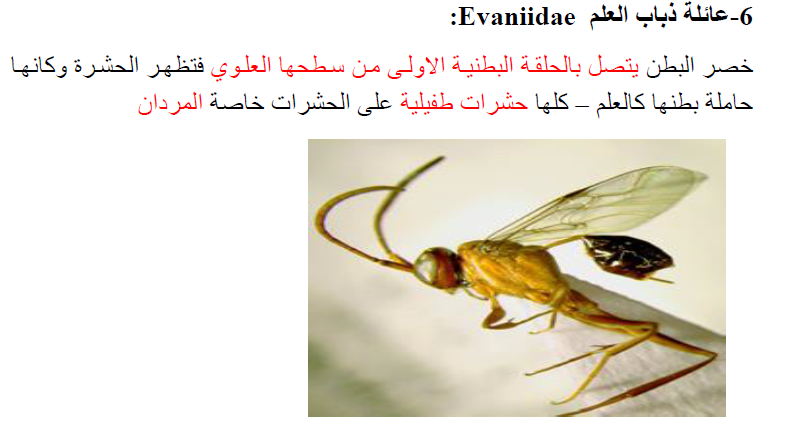 6-عائلة ذباب العلم Evaniidae:
خصر البطن يتصل بالحلقة البطنية الاولى من سطحها العلوي فتظهر الحشرة وكانها
حاملة بطنها كالعلم – كلها حشرات طفيلية على الحشرات خاصة المردان